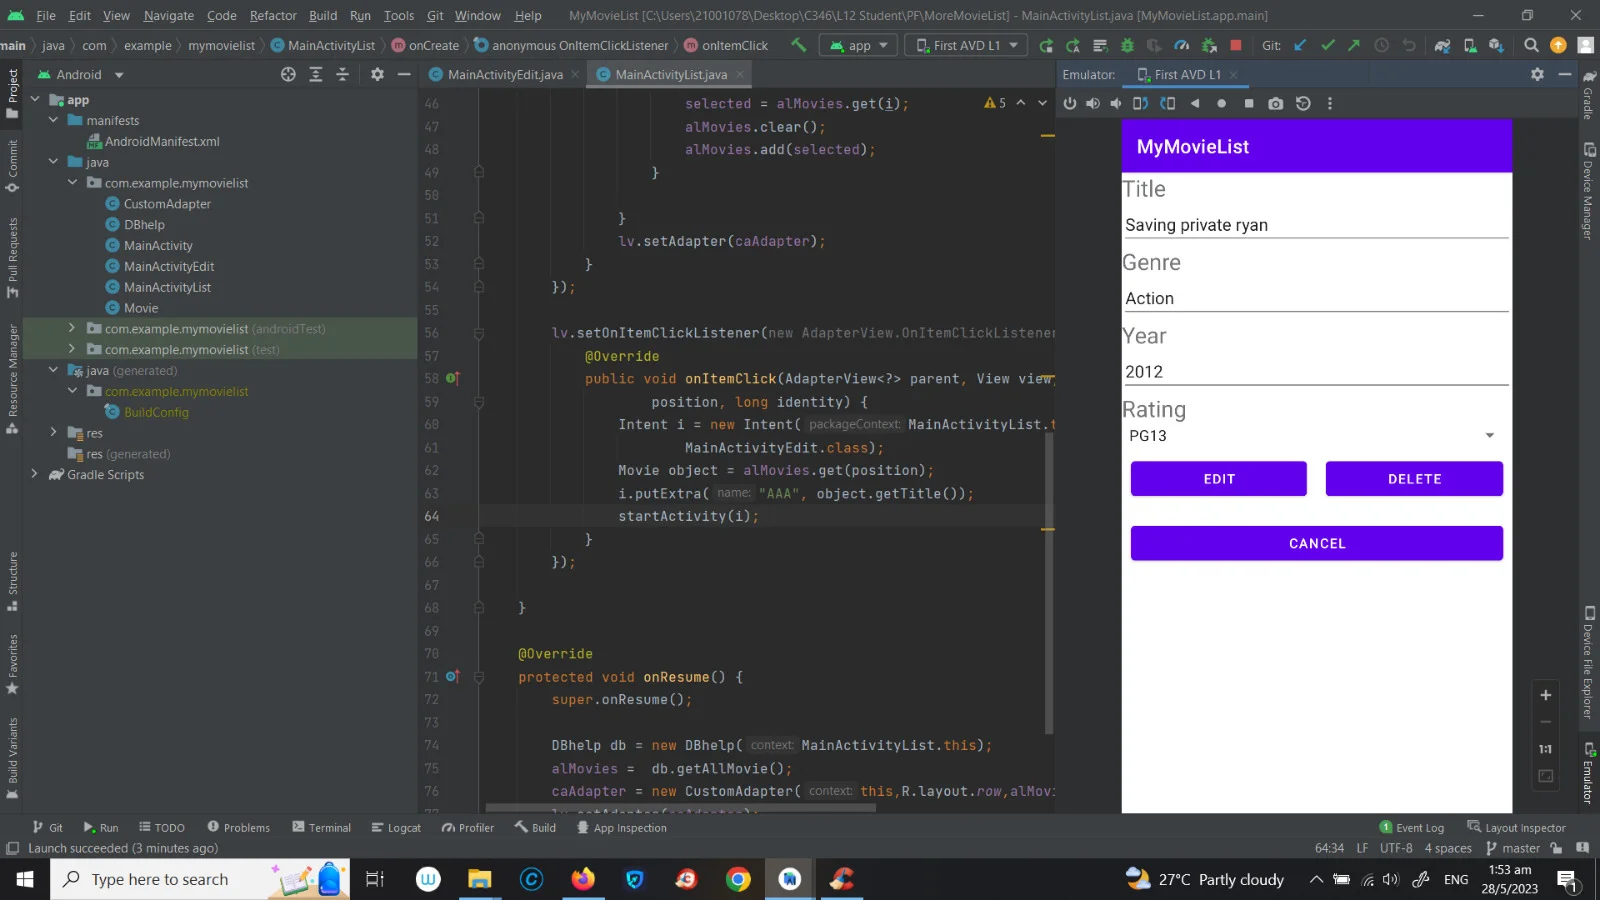 File Edit View Navigate Code Refactor Build Run Tools Git Window Help MyMovieList [C:\Users\21001078\Desktop\C346\L12 Student\PF\MoreMovieList] - MainActivityList.java [MyMovieList.app.main]
main java com example mymovielist MainActivityList onCreate anonymous OnItemClickListener onItemClick app First AVD L1 Git:
Project
Commit
Pull Requests
Resource Manager
Structure
Favorites
Build Variants
Android
app
manifests
AndroidManifest.xml
java
com.example.mymovielist
CustomAdapter
DBhelp
MainActivity
MainActivityEdit
MainActivityList
Movie
com.example.mymovielist (androidTest)
com.example.mymovielist (test)
java (generated)
com.example.mymovielist
BuildConfig
res
res (generated)
Gradle Scripts
MainActivityEdit.java MainActivityList.java
5
46 selected = alMovies.get(i);
47 alMovies.clear();
48 alMovies.add(selected);
49 }
50
51 }
52 lv.setAdapter(caAdapter);
53 }
54 });
55
56 lv.setOnItemClickListener(new AdapterView.OnItemClickListener
57 @Override
58 public void onItemClick(AdapterView<?> parent, View view,
59 position, long identity) {
60 Intent i = new Intent( packageContext: MainActivityList.t
61 MainActivityEdit.class);
62 Movie object = alMovies.get(position);
63 i.putExtra( name: "AAA", object.getTitle());
64 startActivity(i);
65 }
66 });
67
68 }
69
70 @Override
71 protected void onResume() {
72 super.onResume();
73
74 DBhelp db = new DBhelp( context: MainActivityList.this);
75 alMovies = db.getAllMovie();
76 caAdapter = new CustomAdapter( context: this,R.layout.row,alMovi
Emulator: First AVD L1
MyMovieList
Title
Saving private ryan
Genre
Action
Year
2012
Rating
PG13
EDIT DELETE
CANCEL
1:1
Gradle
Device Manager
Device File Explorer
Emulator
Git Run TODO Problems Terminal Logcat Profiler Build App Inspection Event Log Layout Inspector
Launch succeeded (3 minutes ago) 64:34 LF UTF-8 4 spaces master
Type here to search 27°C Partly cloudy ENG 1:53 am
28/5/2023
1